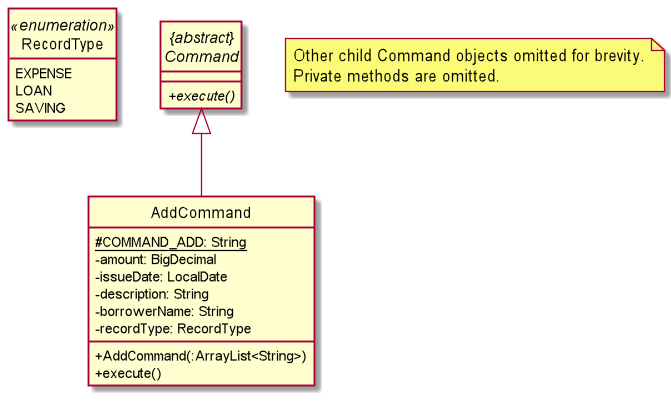 «enumeration»
RecordType
EXPENSE
LOAN
SAVING
{abstract}
Command
+execute()
Other child Command objects omitted for brevity.
Private methods are omitted.
AddCommand
#COMMAND_ADD: String
-amount: BigDecimal
-issueDate: LocalDate
-description: String
-borrowerName: String
-recordType: RecordType
+AddCommand(:ArrayList<String>)
+execute()